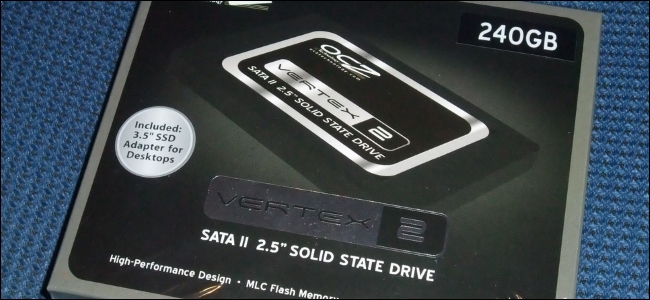 240GB
OCZ
VERTEX 2
SATA II 2.5" SOLID STATE DRIVE
Included:
3.5" SSD
Adapter for
Desktops
VERTEX 2
SATA II 2.5" SOLID STATE DRIVE
High-Performance Design • MLC Flash Memory